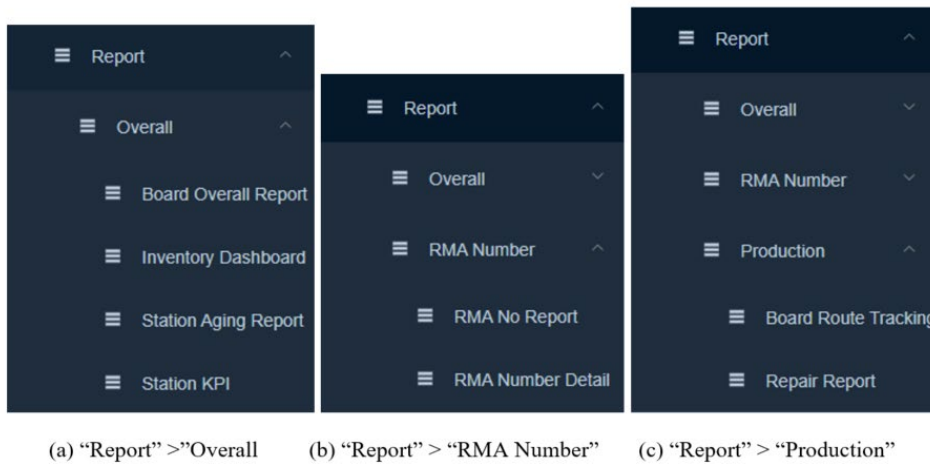 Report
Overall
Board Overall Report
Inventory Dashboard
Station Aging Report
Station KPI
Report
Overall
RMA Number
RMA No Report
RMA Number Detail
Report
Overall
RMA Number
Production
Board Route Tracking
Repair Report
(a) “Report” >”Overall
(b) “Report” > “RMA Number”
(c) “Report” > “Production”